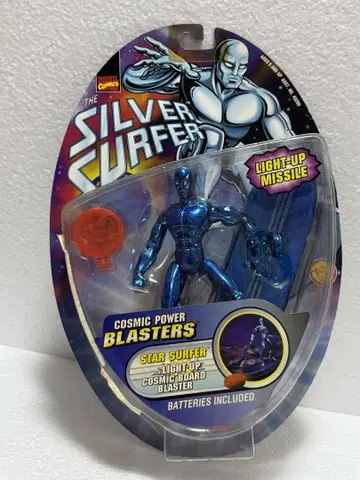 MARVEL
COMICS
THE
SILVER
SURFER
LIGHT-UP
MISSILE
COSMIC POWER
BLASTERS
STAR SURFER
LIGHT-UP
COSMIC BOARD
BLASTER
BATTERIES INCLUDED